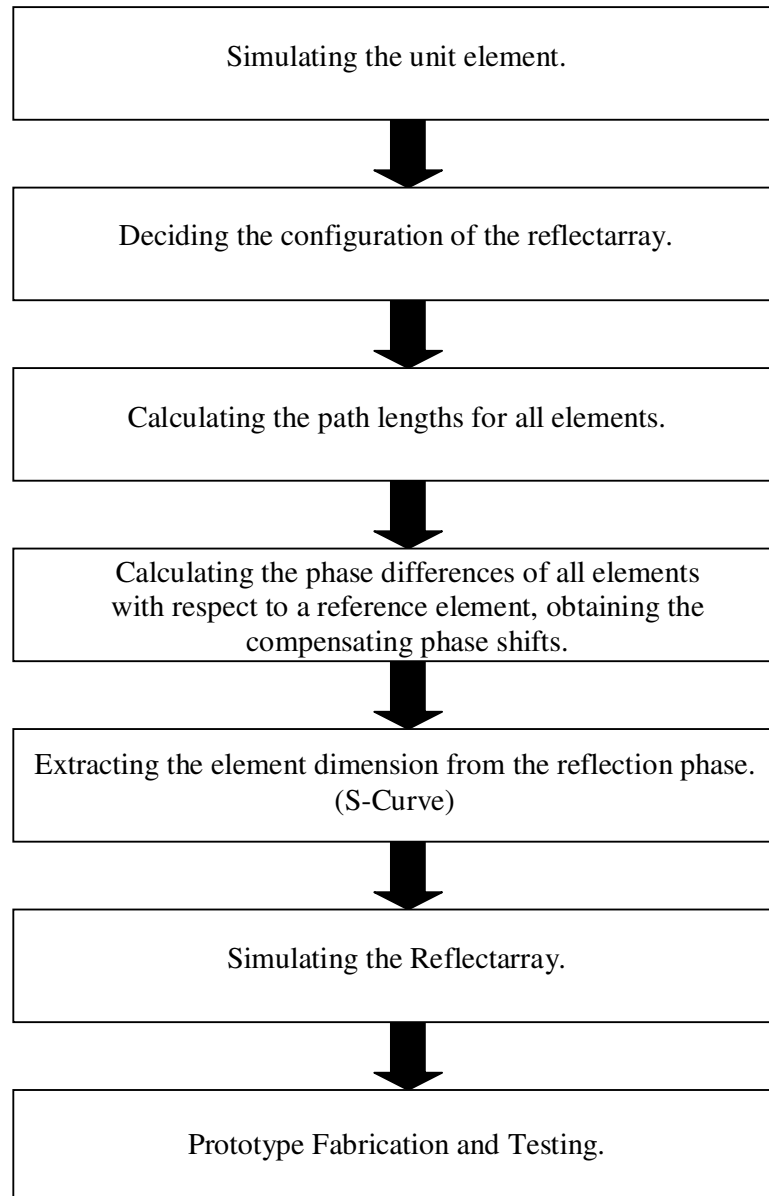 Simulating the unit element.
Deciding the configuration of the reflectarray.
Calculating the path lengths for all elements.
Calculating the phase differences of all elements
with respect to a reference element, obtaining the
compensating phase shifts.
Extracting the element dimension from the reflection phase.
(S-Curve)
Simulating the Reflectarray.
Prototype Fabrication and Testing.